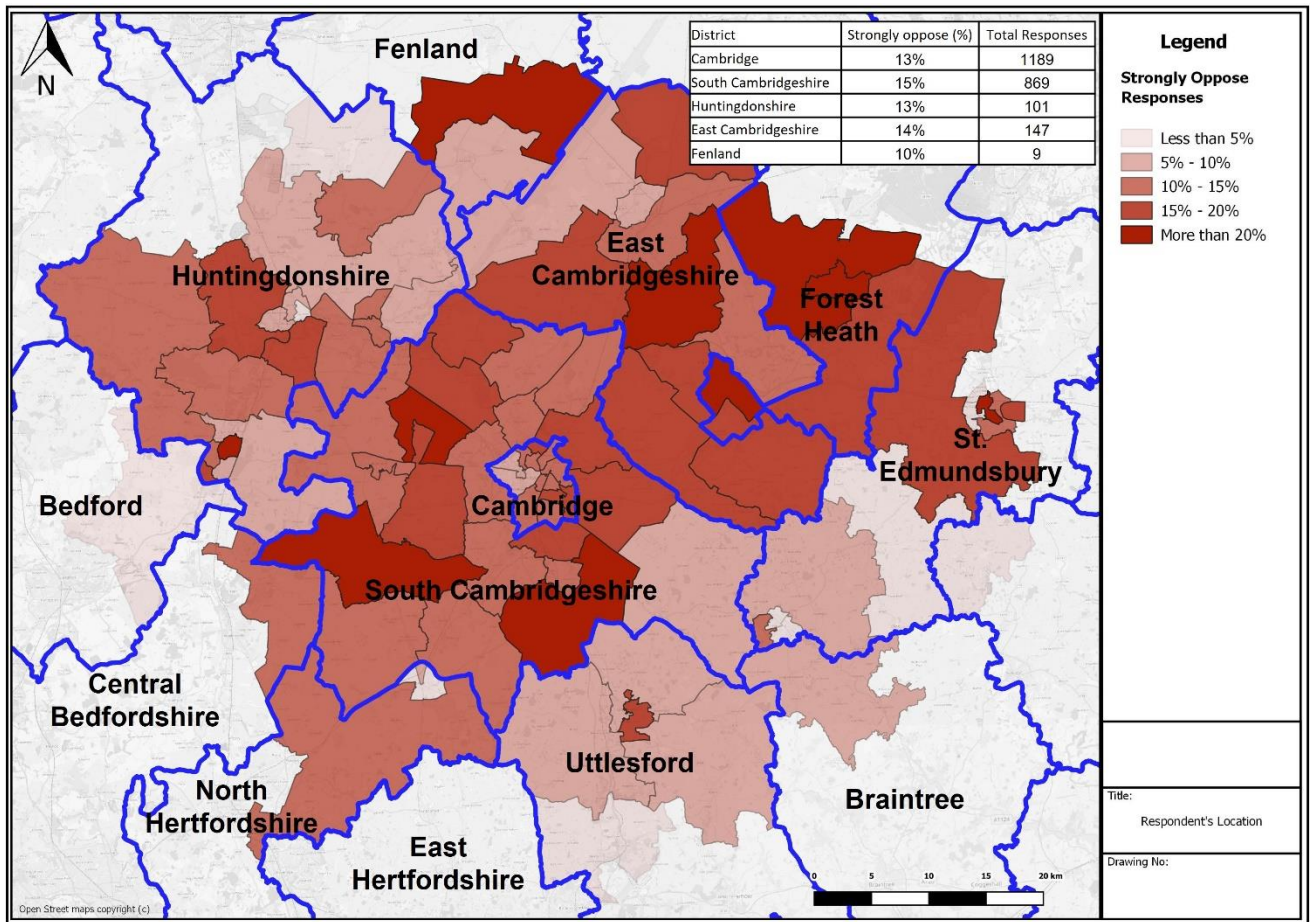 N
Fenland
District Strongly oppose (%) Total Responses
Cambridge 13% 1189
South Cambridgeshire 15% 869
Huntingdonshire 13% 101
East Cambridgeshire 14% 147
Fenland 10% 9
Huntingdonshire
East
Cambridgeshire
Forest
Heath
St.
Edmundsbury
Bedford
Cambridge
South Cambridgeshire
Central
Bedfordshire
Uttlesford
North
Hertfordshire
Braintree
East
Hertfordshire
0 5 10 15 20 km
Open Street maps copyright (c)
Legend
Strongly Oppose
Responses
Less than 5%
5% - 10%
10% - 15%
15% - 20%
More than 20%
Title:
Respondent's Location
Drawing No: